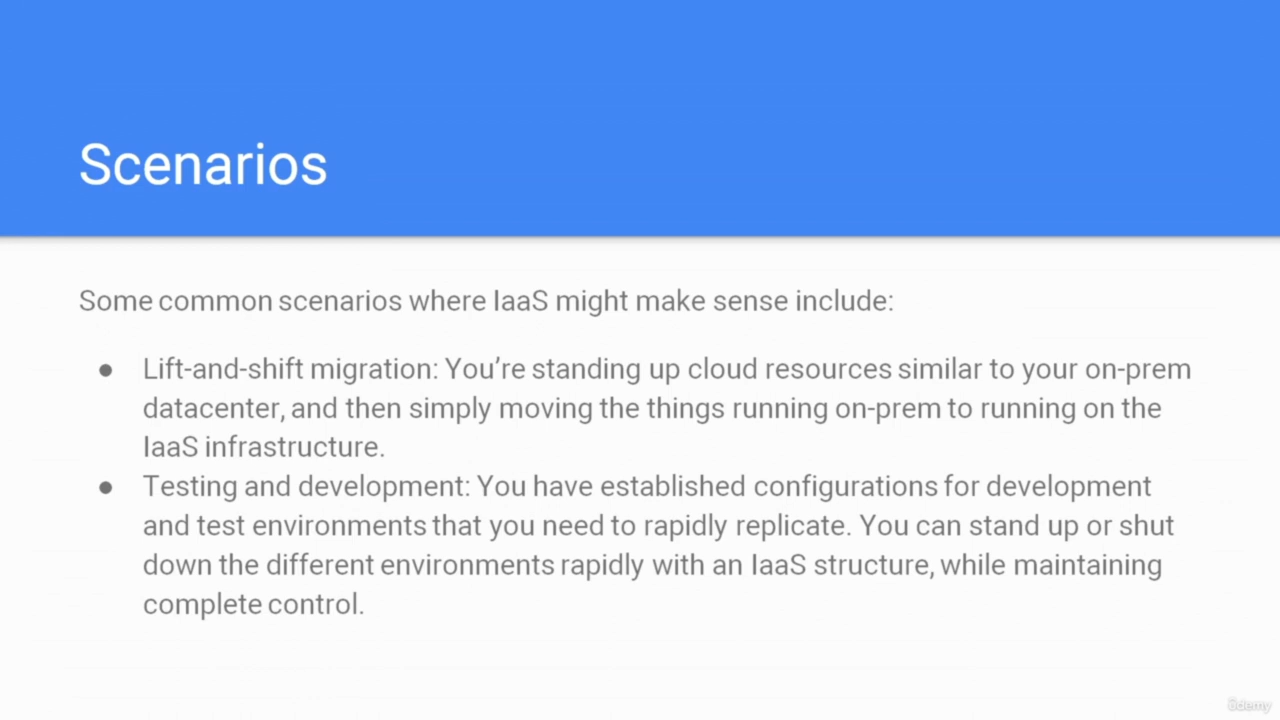 Scenarios
Some common scenarios where IaaS might make sense include:
● Lift-and-shift migration: You’re standing up cloud resources similar to your on-prem
datacenter, and then simply moving the things running on-prem to running on the
IaaS infrastructure.
● Testing and development: You have established configurations for development
and test environments that you need to rapidly replicate. You can stand up or shut
down the different environments rapidly with an IaaS structure, while maintaining
complete control.
udemy